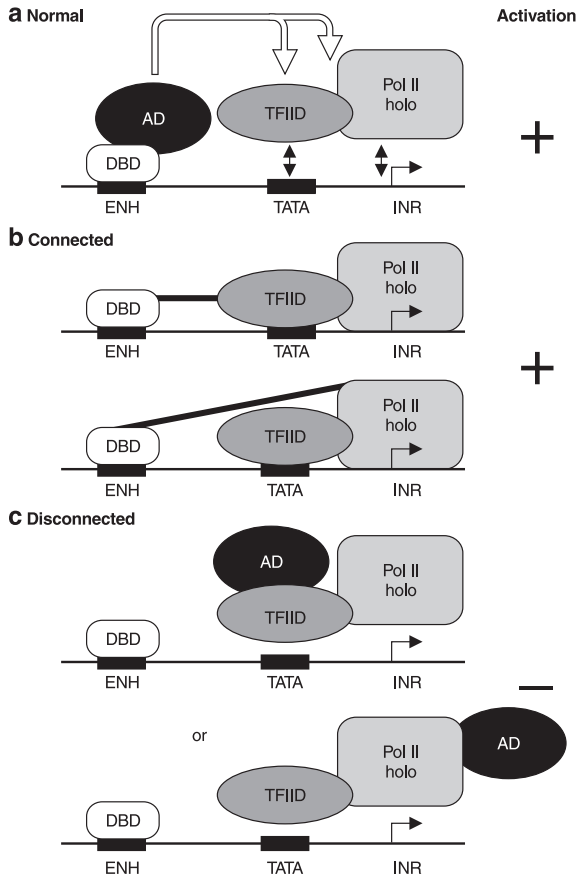 a Normal
Activation
Pol II
holo
TFIID
AD
DBD
ENH
TATA
INR
+
b Connected
Pol II
holo
TFIID
DBD
ENH
TATA
INR
+
Pol II
holo
TFIID
DBD
ENH
TATA
INR
c Disconnected
AD
Pol II
holo
TFIID
DBD
ENH
TATA
INR
—
or
Pol II
holo
AD
TFIID
DBD
ENH
TATA
INR